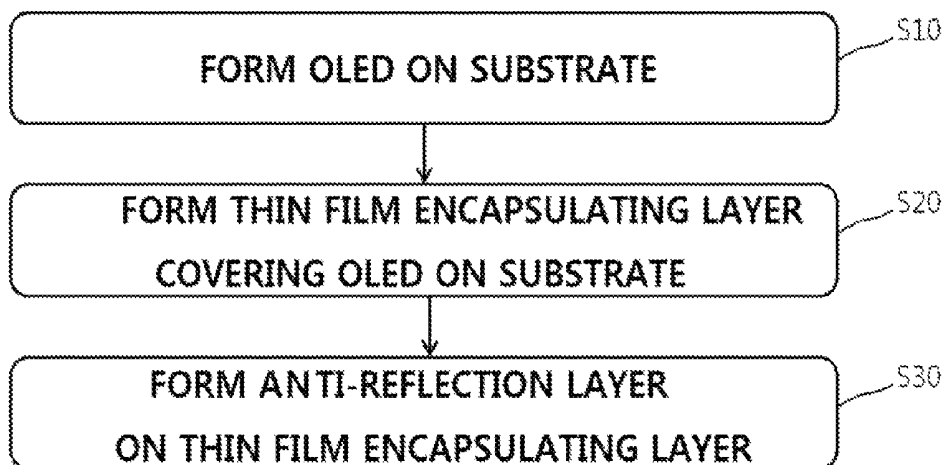 S10
FORM OLED ON SUBSTRATE
S20
FORM THIN FILM ENCAPSULATING LAYER
COVERING OLED ON SUBSTRATE
S30
FORM ANTI-REFLECTION LAYER
ON THIN FILM ENCAPSULATING LAYER